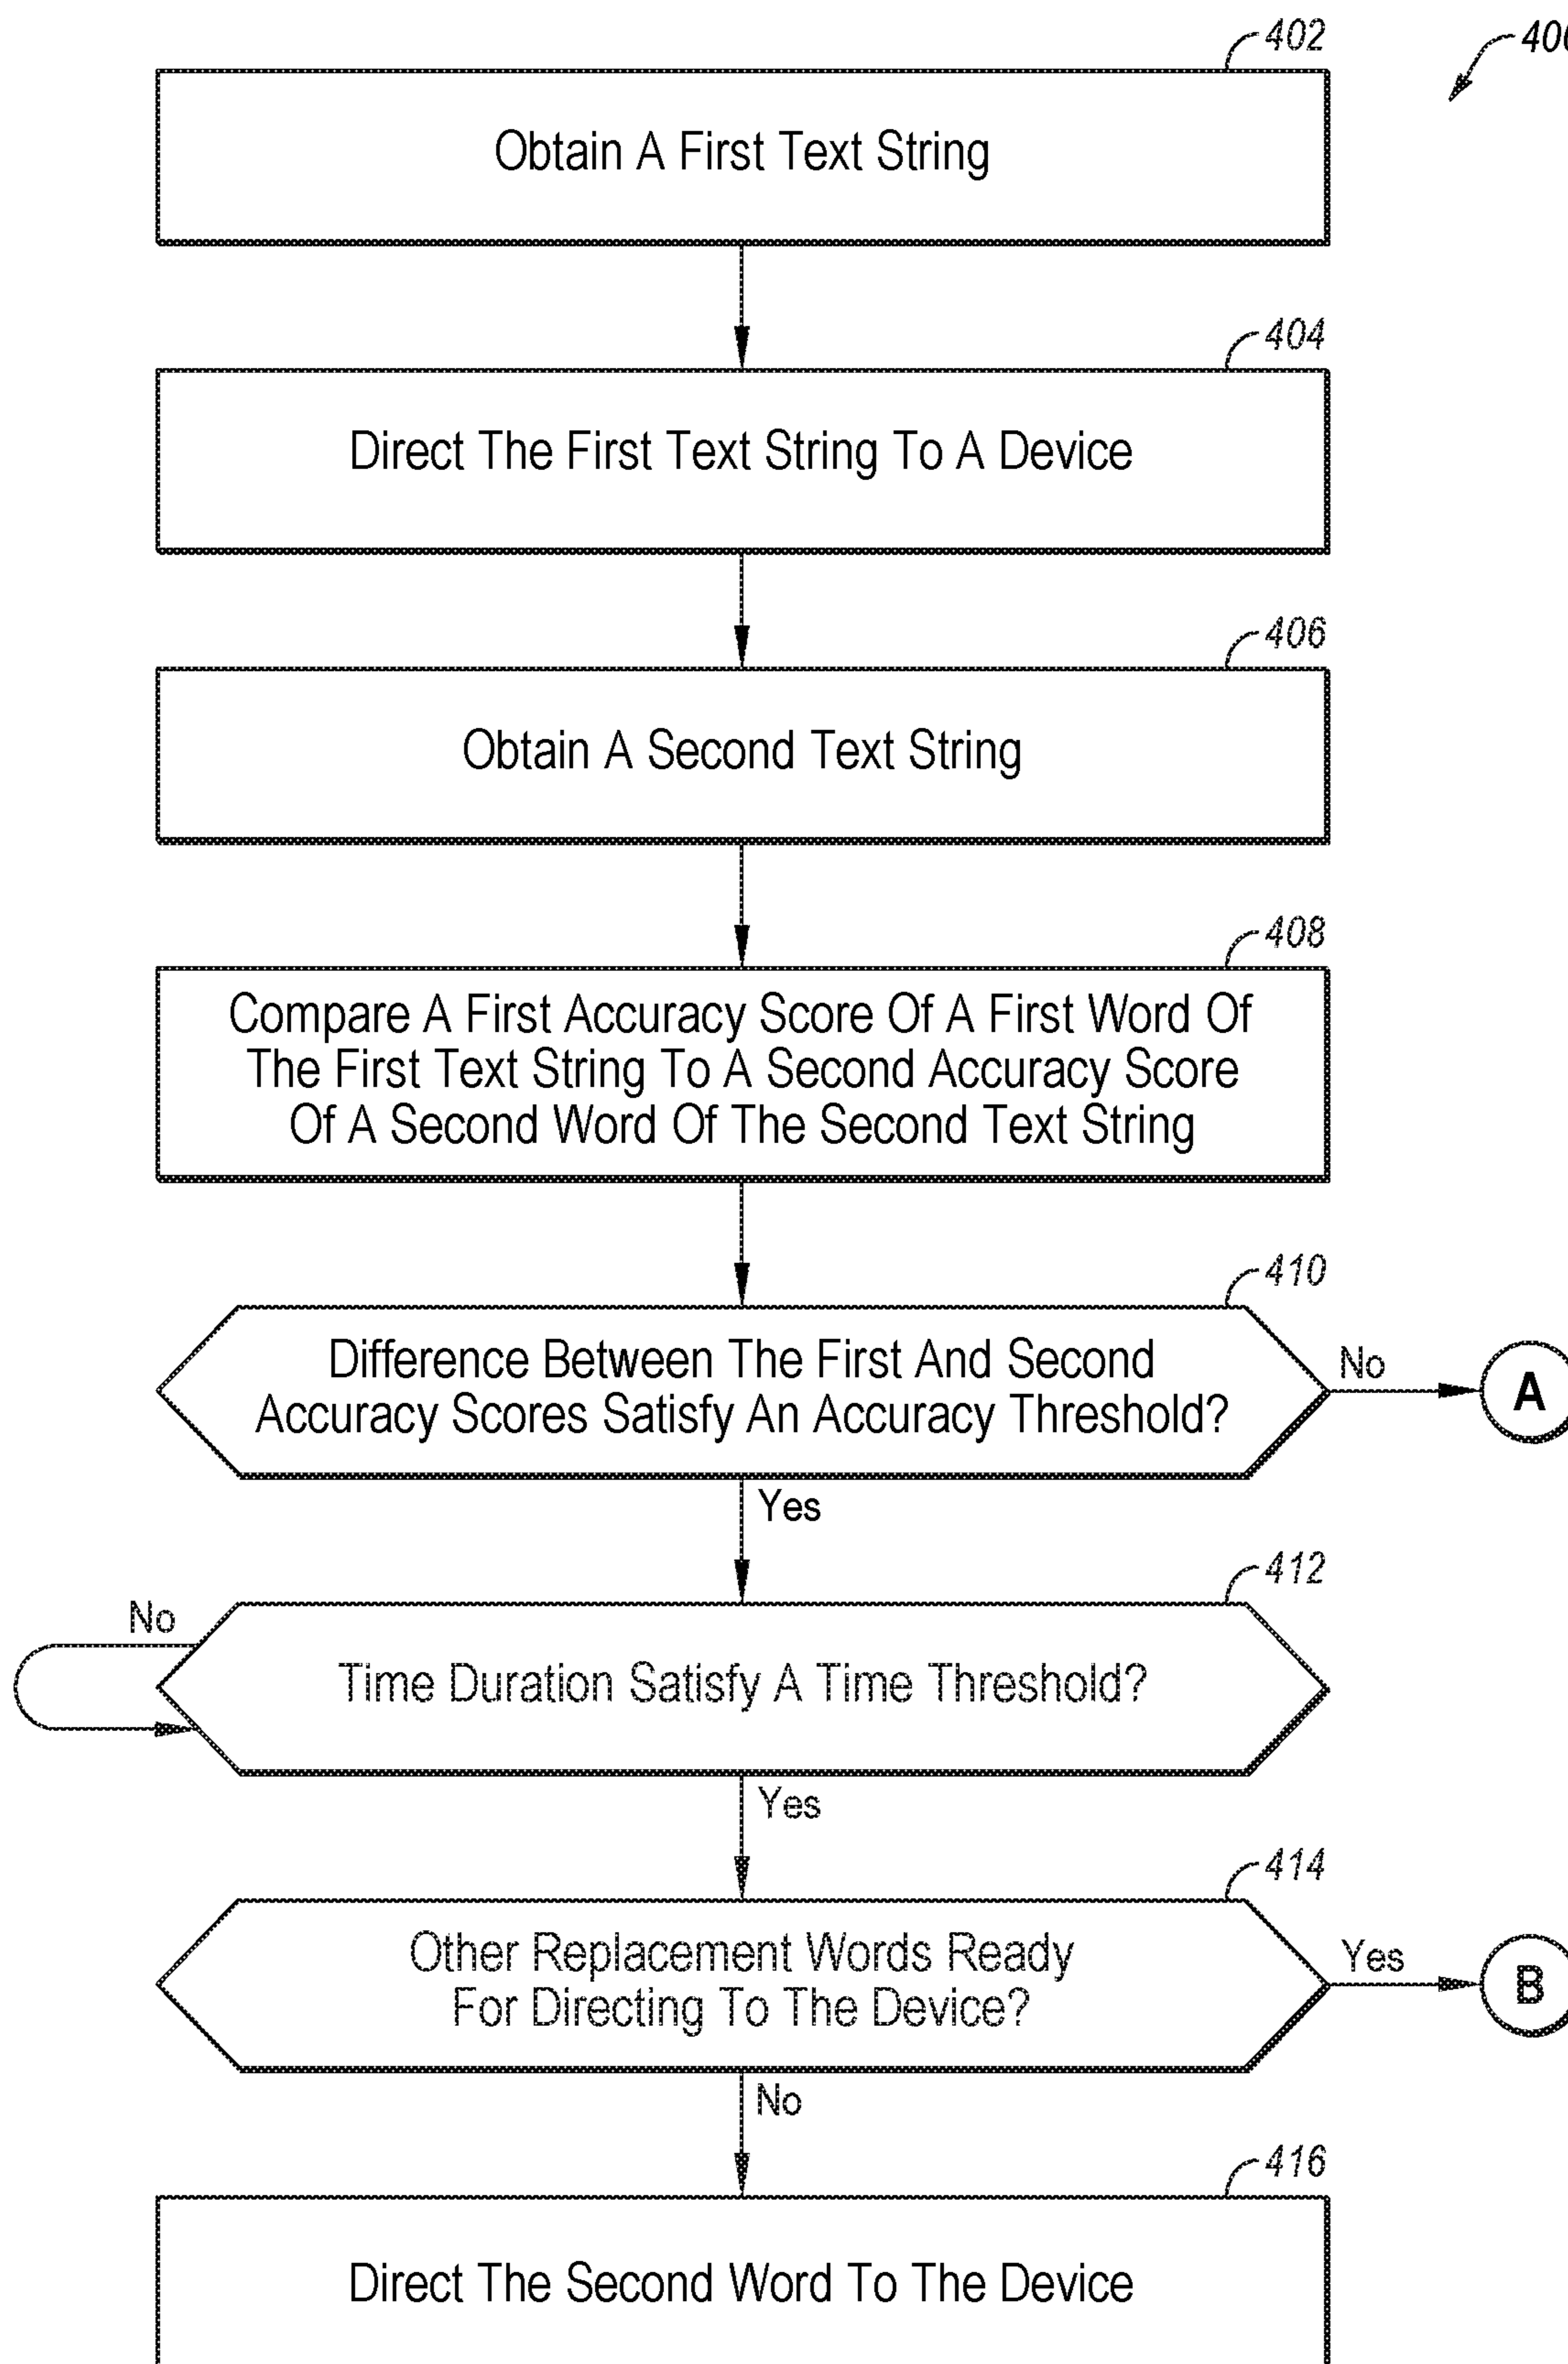 402
400
Obtain A First Text String
404
Direct The First Text String To A Device
406
Obtain A Second Text String
408
Compare A First Accuracy Score Of A First Word Of
The First Text String To A Second Accuracy Score
Of A Second Word Of The Second Text String
410
Difference Between The First And Second
Accuracy Scores Satisfy An Accuracy Threshold?
No
A
Yes
412
No
Time Duration Satisfy A Time Threshold?
Yes
414
Other Replacement Words Ready
For Directing To The Device?
Yes
B
No
416
Direct The Second Word To The Device